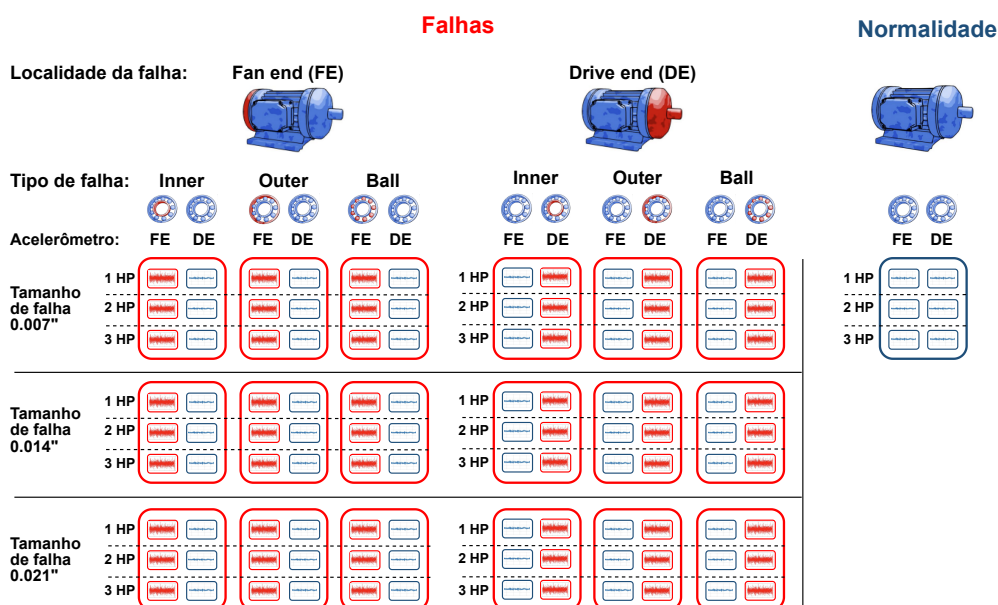 Falhas
Normalidade
Localidade da falha: Fan end (FE) Drive end (DE)
Tipo de falha: Inner Outer Ball Inner Outer Ball
Acelerômetro: FE DE FE DE FE DE FE DE FE DE FE DE FE DE
Tamanho de falha 0.007"
1 HP 1 HP 1 HP
2 HP 2 HP 2 HP
3 HP 3 HP 3 HP
Tamanho de falha 0.014"
1 HP 1 HP
2 HP 2 HP
3 HP 3 HP
Tamanho de falha 0.021"
1 HP 1 HP
2 HP 2 HP
3 HP 3 HP